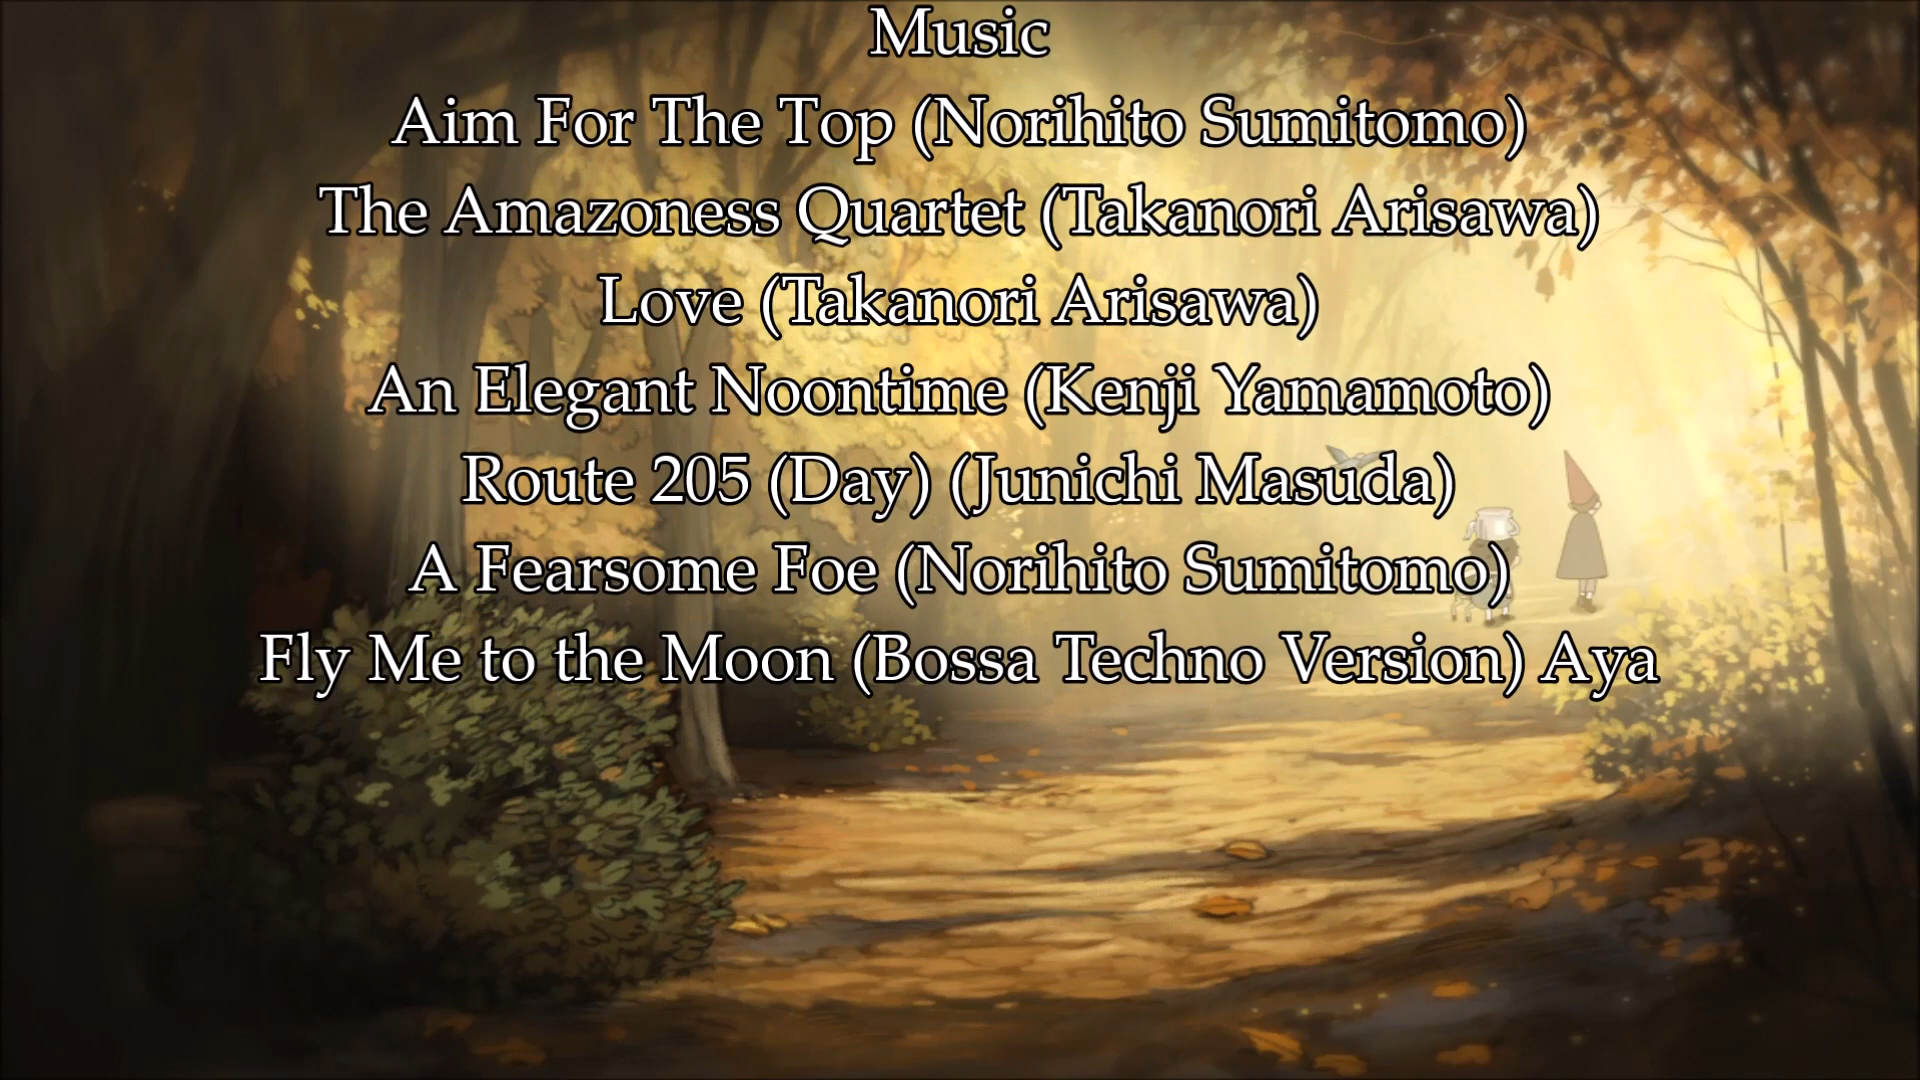 Music
Aim For The Top (Norihito Sumitomo)
The Amazoness Quartet (Takanori Arisawa)
Love (Takanori Arisawa)
An Elegant Noontime (Kenji Yamamoto)
Route 205 (Day) (Junichi Masuda)
A Fearsome Foe (Norihito Sumitomo)
Fly Me to the Moon (Bossa Techno Version) Aya